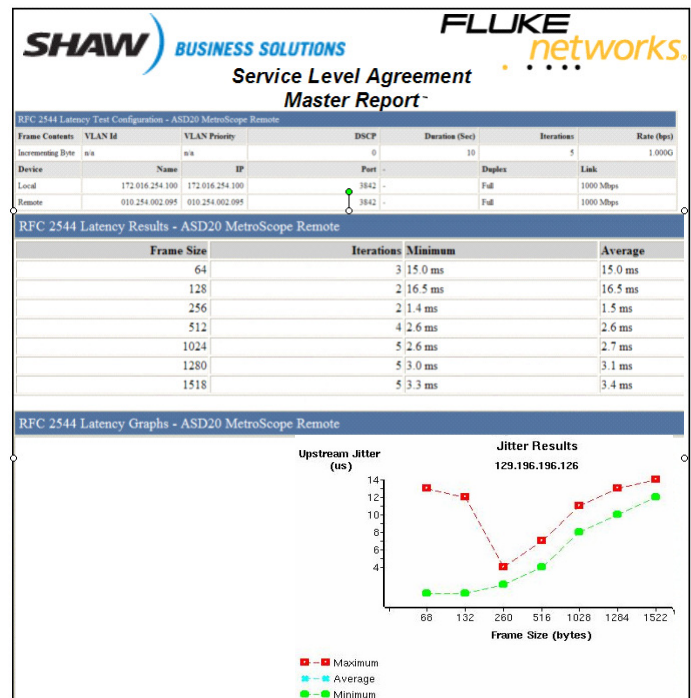 SHAW) BUSINESS SOLUTIONS
FLUKE networks®
Service Level Agreement
Master Report~
RFC 2544 Latency Test Configuration - ASD20 MetroScope Remote
Frame Contents VLAN Id VLAN Priority DSCP Duration (Sec) Iterations Rate (bps)
Incrementing Byte n/a n/a 0 10 5 1.000G
Device Name IP Port - Duplex Link
Local 172.016.254.100 172.016.254.100 3842 - Full 1000 Mbps
Remote 010.254.002.095 010.254.002.095 3842 - Full 1000 Mbps
RFC 2544 Latency Results - ASD20 MetroScope Remote
Frame Size Iterations Minimum Average
64 3 15.0 ms 15.0 ms
128 2 16.5 ms 16.5 ms
256 2 1.4 ms 1.5 ms
512 4 2.6 ms 2.6 ms
1024 5 2.6 ms 2.7 ms
1280 5 3.0 ms 3.1 ms
1518 5 3.3 ms 3.4 ms
RFC 2544 Latency Graphs - ASD20 MetroScope Remote
Upstream Jitter
(us)
Jitter Results
129.196.196.126
14
12
10
8
6
4
68 132 260 516 1028 1284 1522
Frame Size (bytes)
Maximum
Average
Minimum